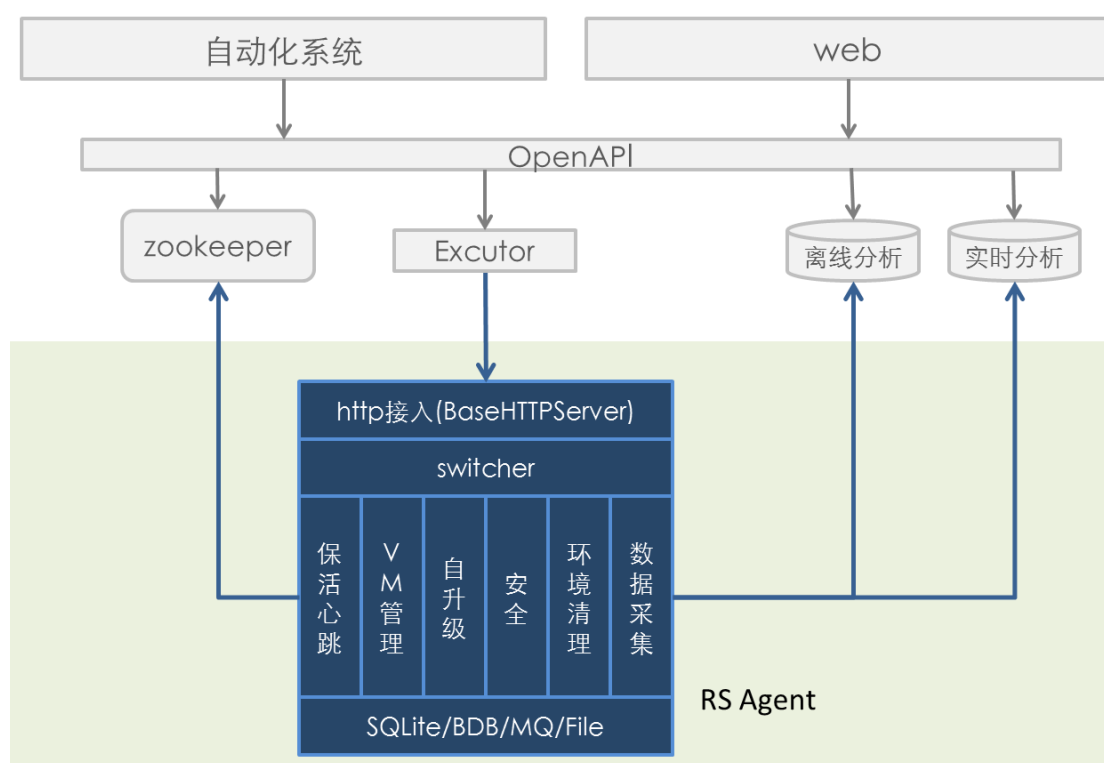 自动化系统
web
OpenAPI
zookeeper
Excutor
离线分析
实时分析
http接入(BaseHTTPServer)
switcher
保活心跳
VM管理
自升级
安全
环境清理
数据采集
SQLite/BDB/MQ/File
RS Agent